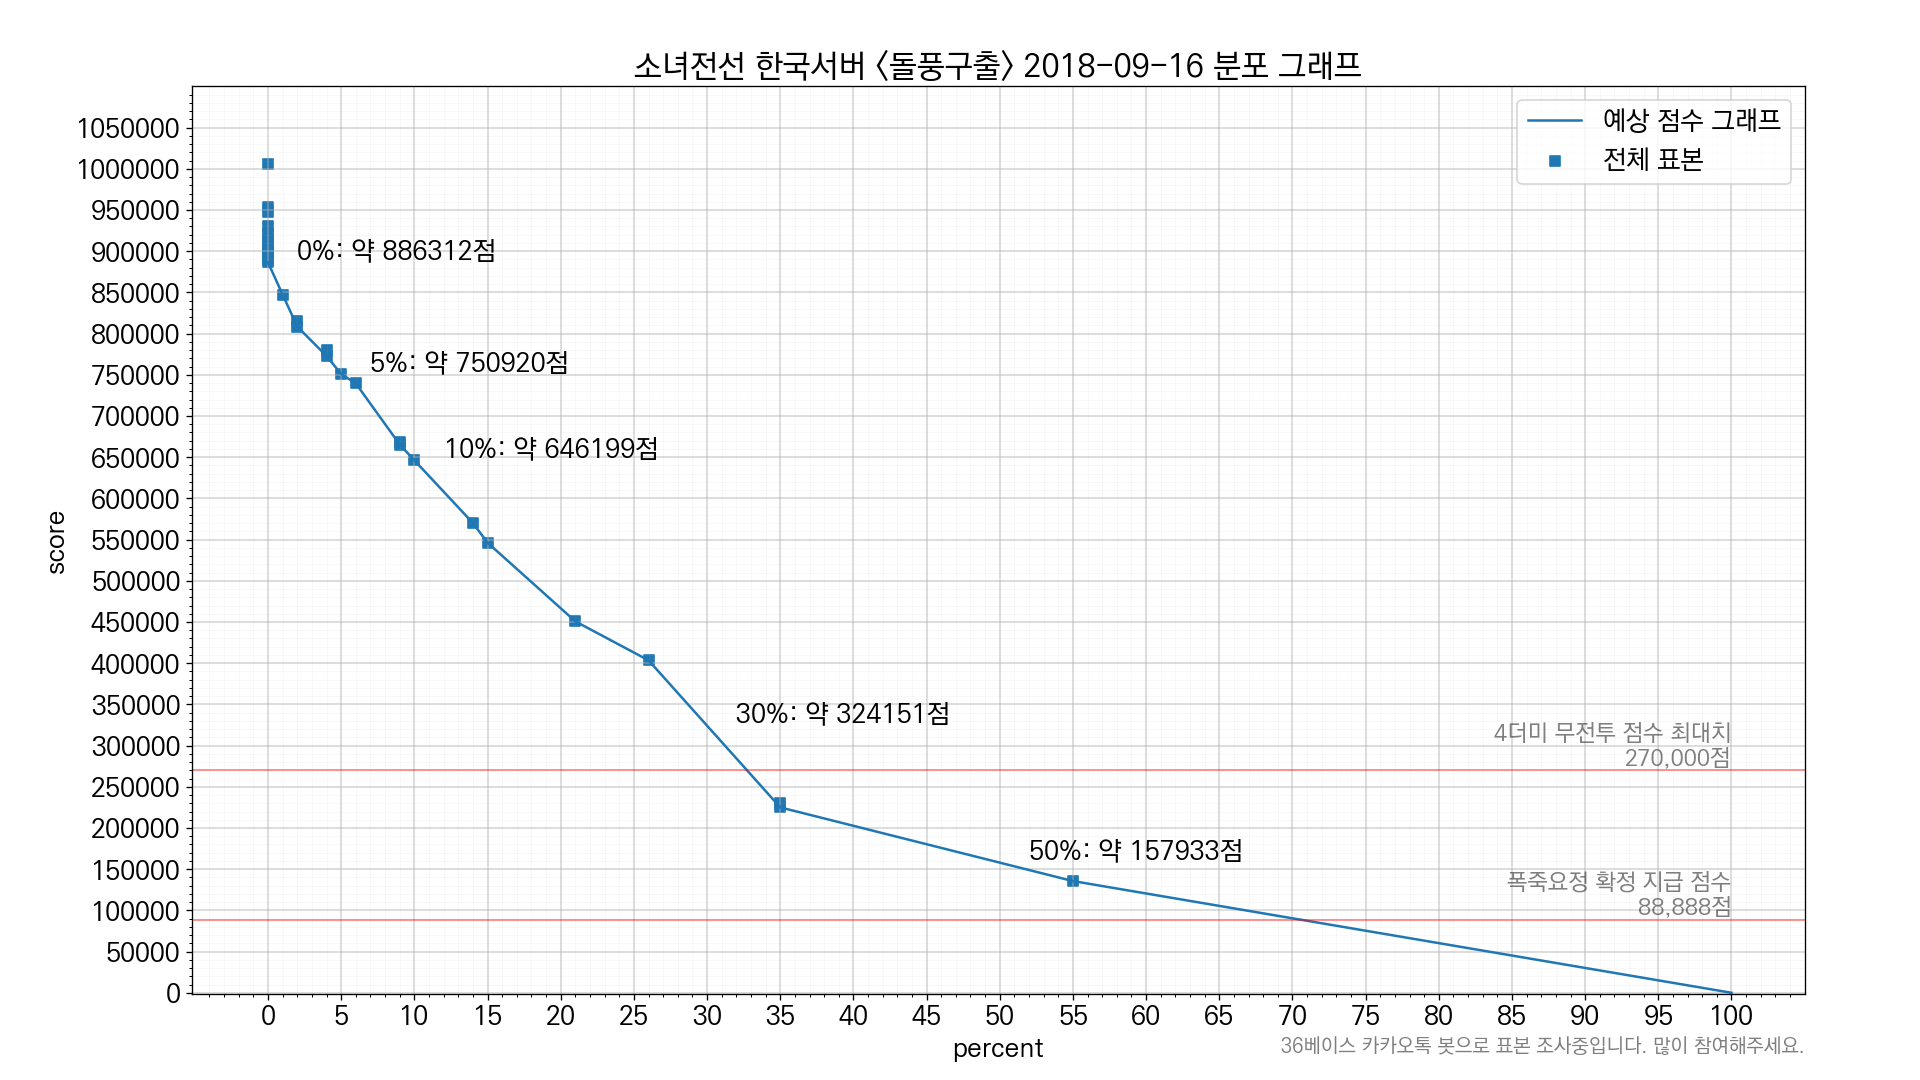 소녀전선 한국서버 <돌풍구출> 2018-09-16 분포 그래프
예상 점수 그래프
전체 표본
score
1050000
1000000
950000
900000
850000
800000
750000
700000
650000
600000
550000
500000
450000
400000
350000
300000
250000
200000
150000
100000
50000
0
0%: 약 886312점
5%: 약 750920점
10%: 약 646199점
30%: 약 324151점
50%: 약 157933점
4더미 무전투 점수 최대치
270,000점
폭죽요정 확정 지급 점수
88,888점
0 5 10 15 20 25 30 35 40 45 50 55 60 65 70 75 80 85 90 95 100
percent
36베이스 카카오톡 봇으로 표본 조사중입니다. 많이 참여해주세요.